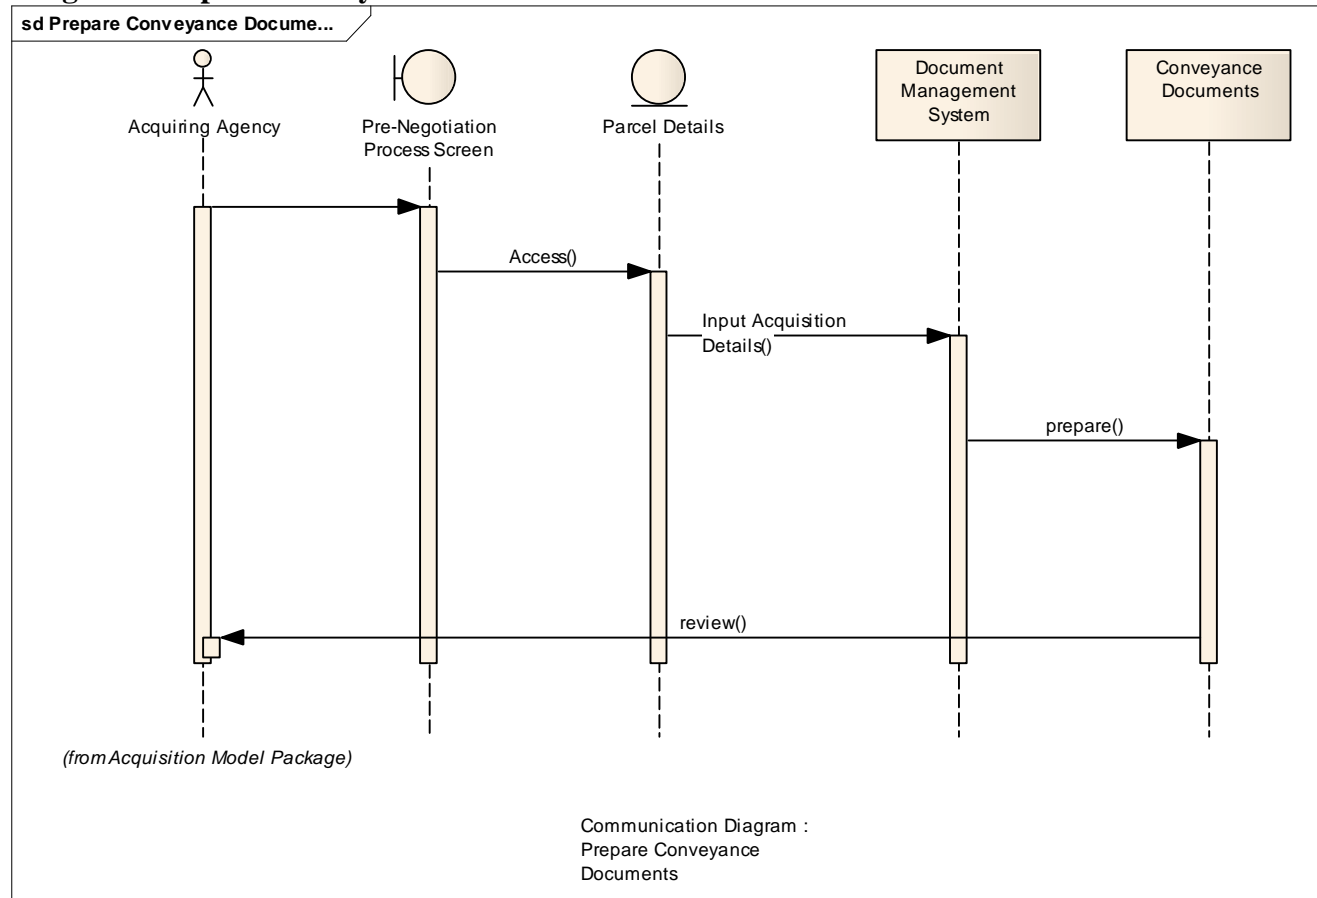 sd Prepare Conveyance Docume...
Acquiring Agency
Pre-Negotiation
Process Screen
Parcel Details
Document
Management
System
Conveyance
Documents
Access()
Input Acquisition
Details()
prepare()
review()
(from Acquisition Model Package)
Communication Diagram :
Prepare Conveyance
Documents